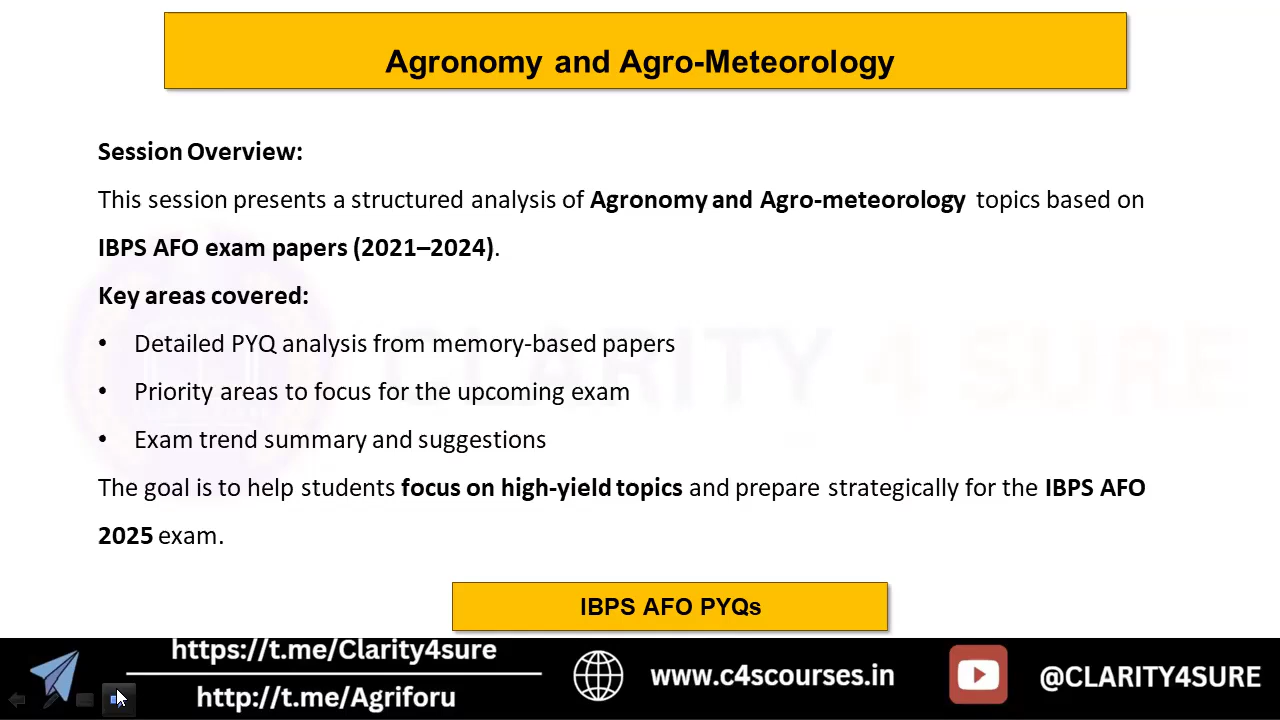 Agronomy and Agro-Meteorology
Session Overview:
This session presents a structured analysis of Agronomy and Agro-meteorology topics based on
IBPS AFO exam papers (2021–2024).
Key areas covered:
• Detailed PYQ analysis from memory-based papers
• Priority areas to focus for the upcoming exam
• Exam trend summary and suggestions
The goal is to help students focus on high-yield topics and prepare strategically for the IBPS AFO
2025 exam.
CLARITY 4 SURE
IBPS AFO PYQs
https://t.me/Clarity4sure
http://t.me/Agriforu
www.c4scourses.in
@CLARITY4SURE